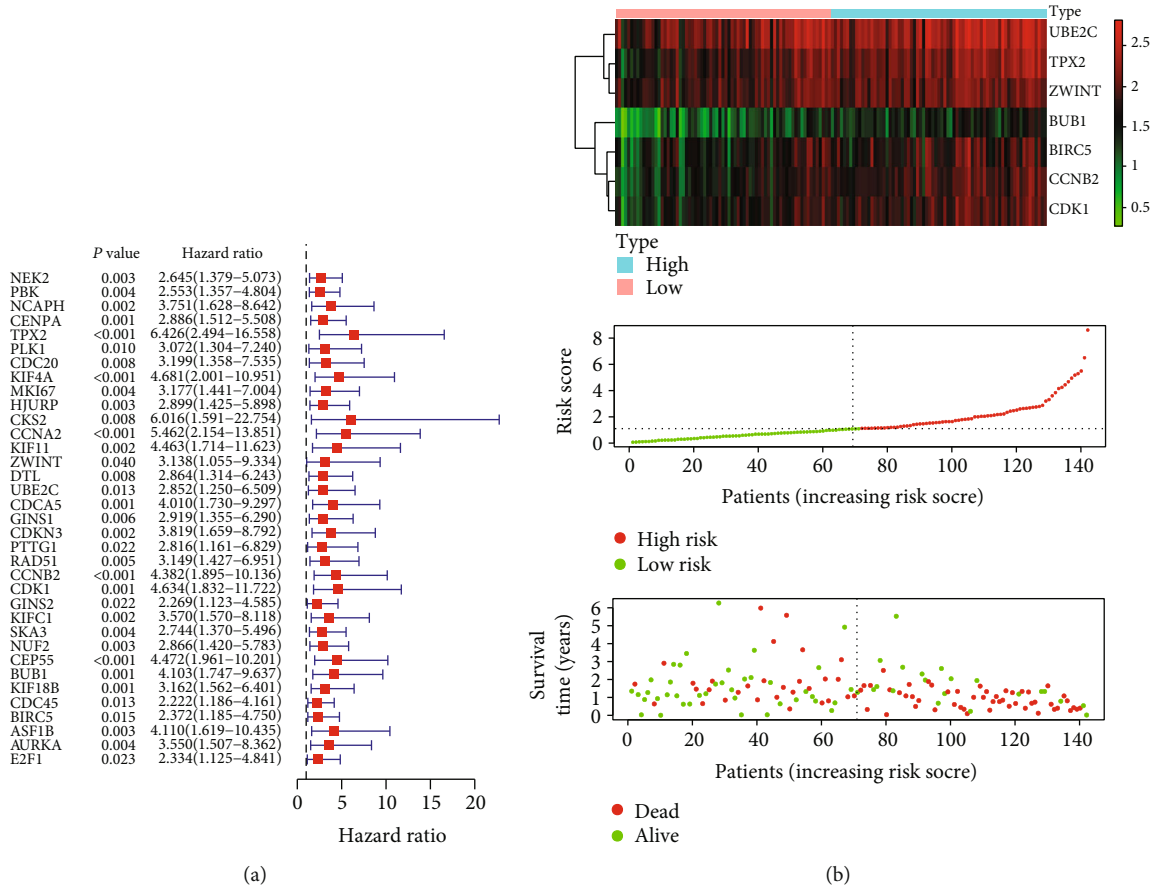 P value Hazard ratio
NEK2 0.003 2.645(1.379−5.073)
PBK 0.004 2.553(1.357−4.804)
NCAPH 0.002 3.751(1.628−8.642)
CENPA 0.001 2.886(1.512−5.508)
TPX2 <0.001 6.426(2.494−16.558)
PLK1 0.010 3.072(1.304−7.240)
CDC20 0.008 3.199(1.358−7.535)
KIF4A <0.001 4.681(2.001−10.951)
MKI67 0.004 3.177(1.441−7.004)
HJURP 0.003 2.899(1.425−5.898)
CKS2 0.008 6.016(1.591−22.754)
CCNA2 <0.001 5.462(2.154−13.851)
KIF11 0.002 4.463(1.714−11.623)
ZWINT 0.040 3.138(1.055−9.334)
DTL 0.008 2.864(1.314−6.243)
UBE2C 0.013 2.852(1.250−6.509)
CDCA5 0.001 4.010(1.730−9.297)
GINS1 0.006 2.919(1.355−6.290)
CDKN3 0.002 3.819(1.659−8.792)
PTTG1 0.022 2.816(1.161−6.829)
RAD51 0.005 3.149(1.427−6.951)
CCNB2 <0.001 4.382(1.895−10.136)
CDK1 0.001 4.634(1.832−11.722)
GINS2 0.022 2.269(1.123−4.585)
KIFC1 0.002 3.570(1.570−8.118)
SKA3 0.004 2.744(1.370−5.496)
NUF2 0.003 2.866(1.420−5.783)
CEP55 <0.001 4.472(1.961−10.201)
BUB1 0.001 4.103(1.747−9.637)
KIF18B 0.001 3.162(1.562−6.401)
CDC45 0.013 2.222(1.186−4.161)
BIRC5 0.015 2.372(1.185−4.750)
ASF1B 0.003 4.110(1.619−10.435)
AURKA 0.004 3.550(1.507−8.362)
E2F1 0.023 2.334(1.125−4.841)
0 5 10 15 20
Hazard ratio
(a)
Type
UBE2C
TPX2
ZWINT
BUB1
BIRC5
CCNB2
CDK1
2.5
2
1.5
1
0.5
Type
High
Low
Risk score
8
6
4
2
0
0 20 40 60 80 100 120 140
Patients (increasing risk socre)
High risk
Low risk
Survival
time (years)
6
5
4
3
2
1
0
0 20 40 60 80 100 120 140
Patients (increasing risk socre)
Dead
Alive
(b)